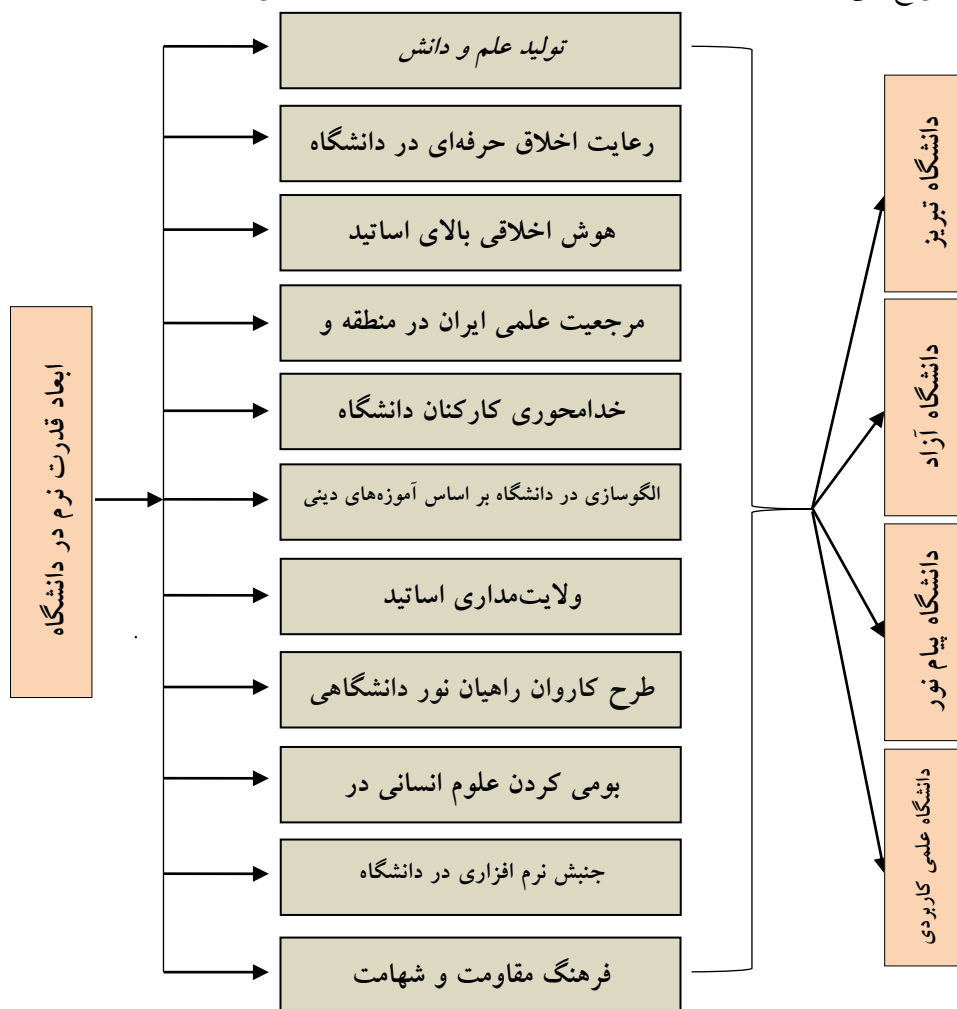 تولید علم و دانش
رعایت اخلاق حرفه‌ای در دانشگاه
هوش اخلاقی بالای اساتید
مرجعیت علمی ایران در منطقه و
خدامحوری کارکنان دانشگاه
الگوسازی در دانشگاه بر اساس آموزه‌های دینی
ولایت‌مداری اساتید
طرح کاروان راهیان نور دانشگاهی
بومی کردن علوم انسانی در
جنبش نرم افزاری در دانشگاه
فرهنگ مقاومت و شهامت
دانشگاه تبریز
دانشگاه آزاد
دانشگاه پیام نور
دانشگاه علمی کاربردی
ابعاد قدرت نرم در دانشگاه